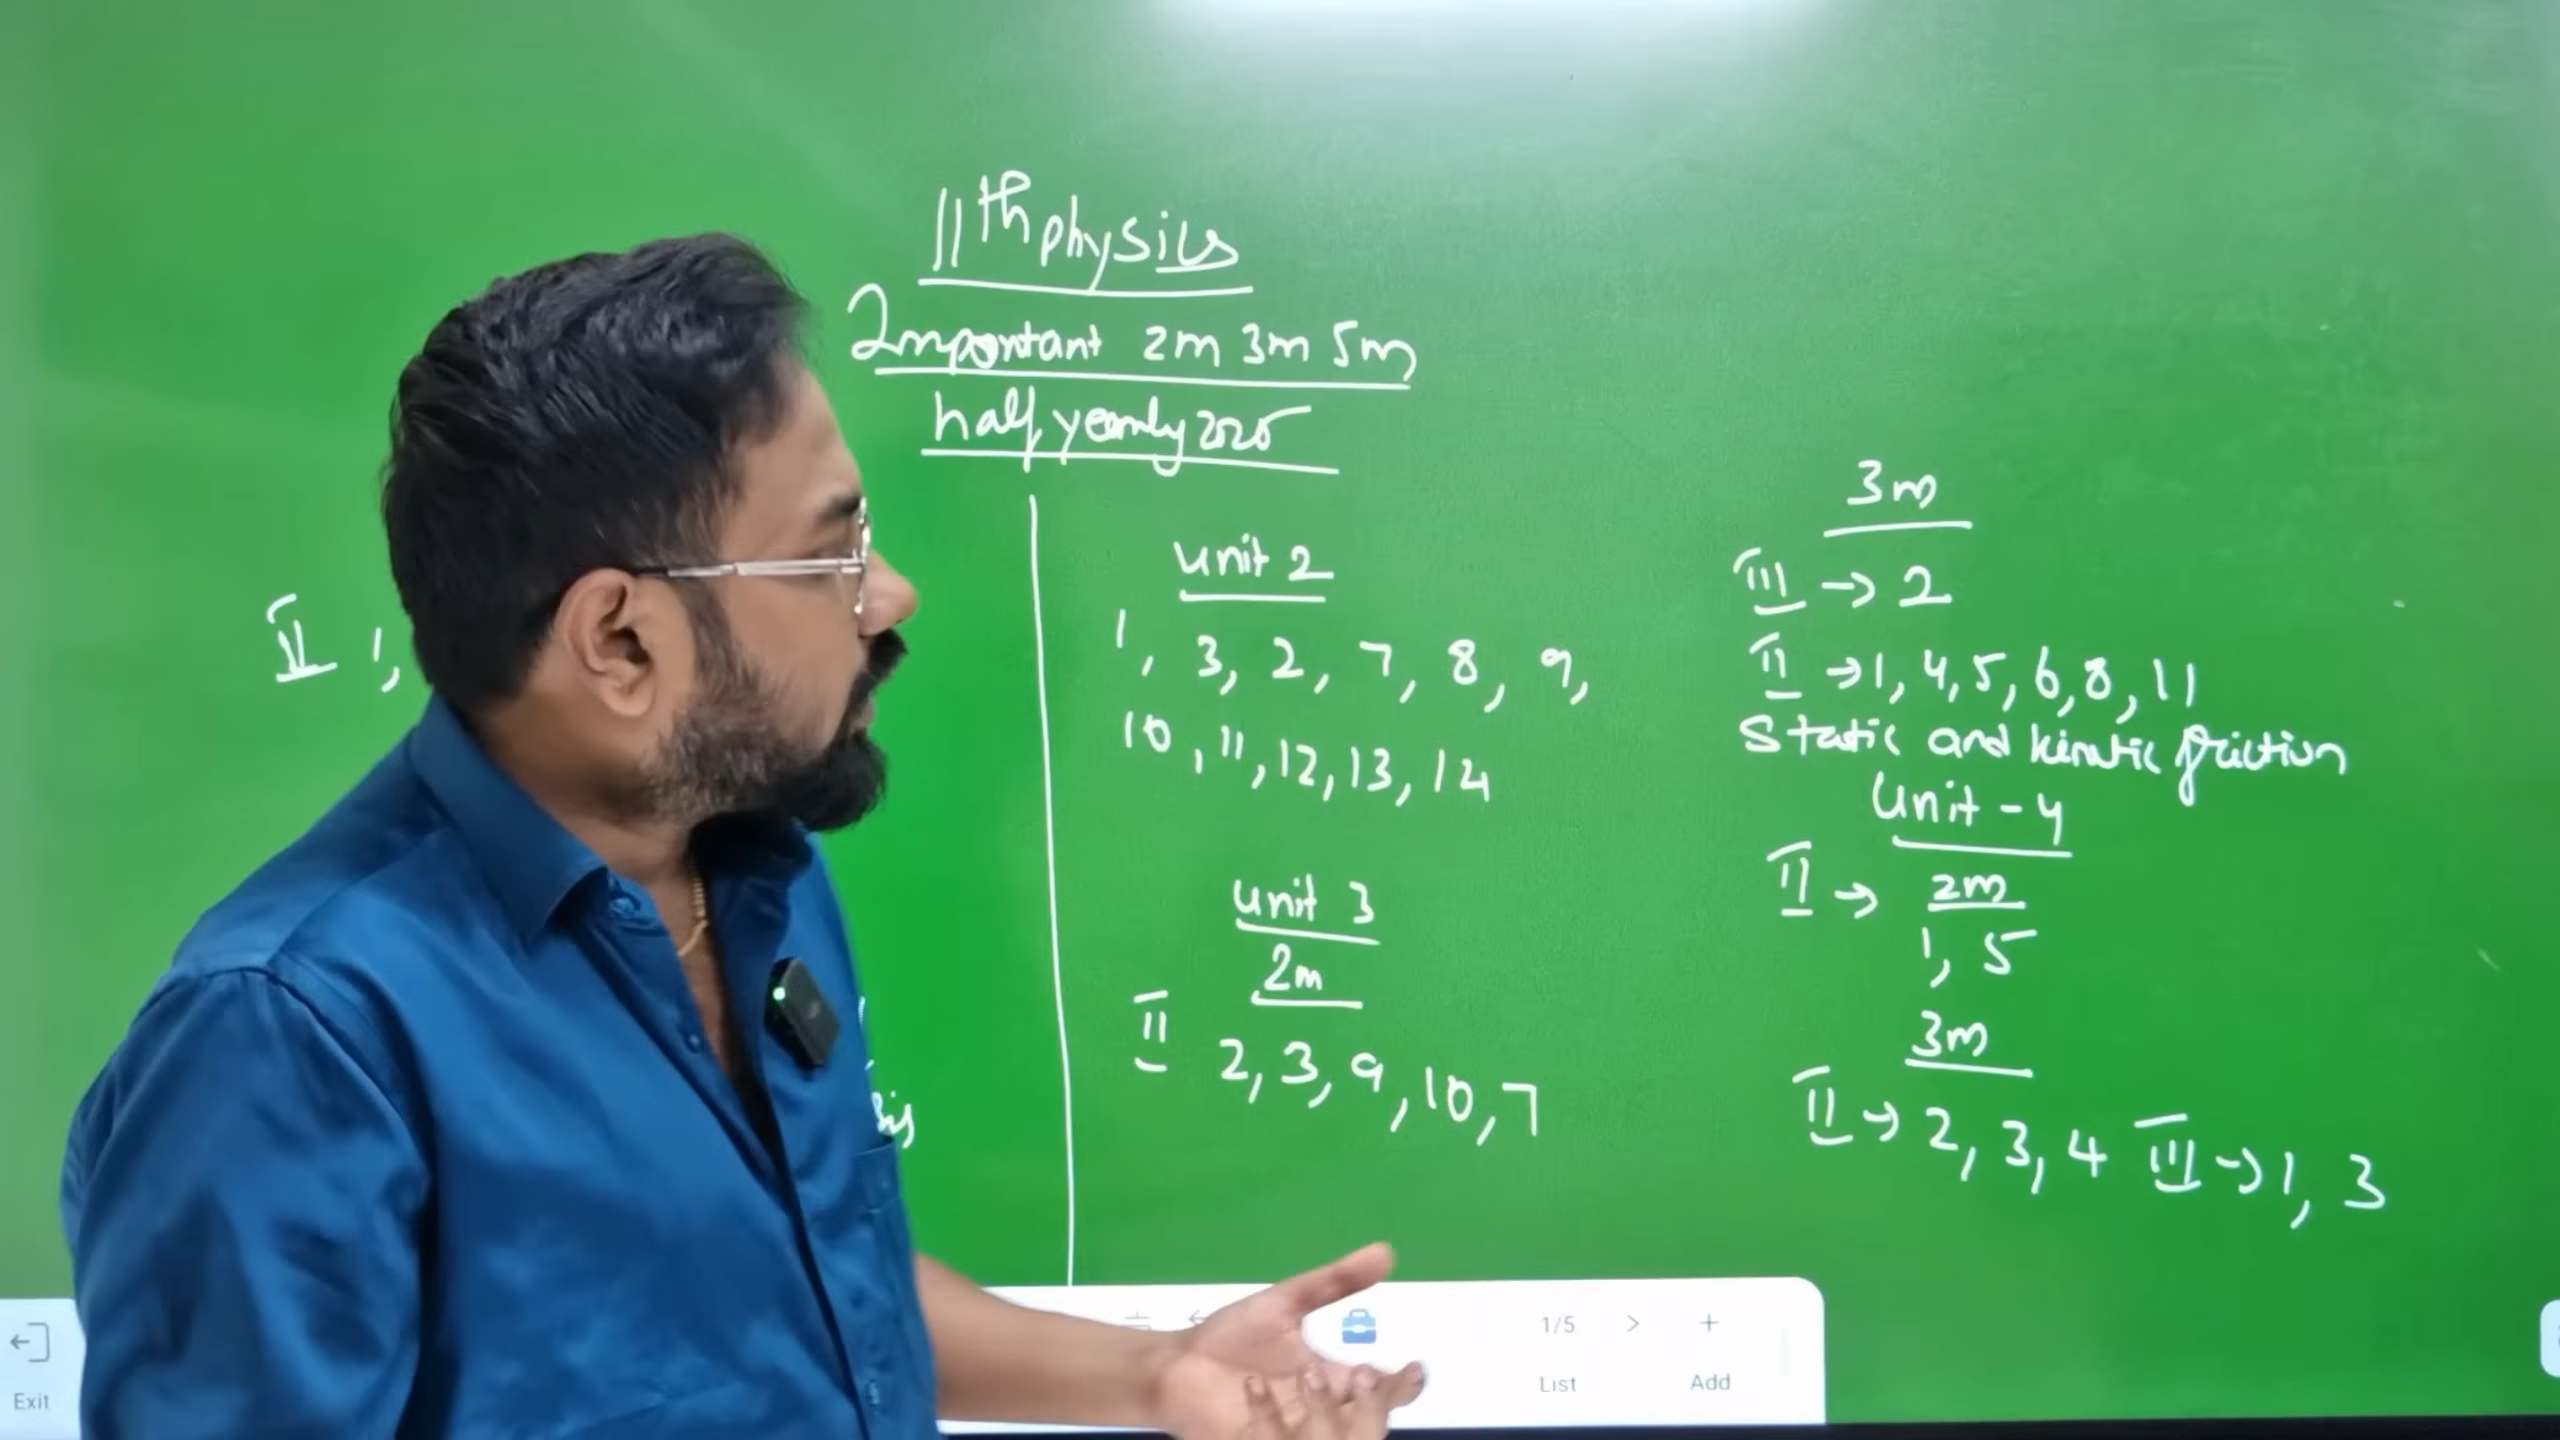 11th physics
Important 2m 3m 5m
half yearly 2025
II 1,
unit 2
1, 3, 2, 7, 8, 9,
10, 11, 12, 13, 14
unit 3
2m
II 2, 3, 9, 10, 7
3m
III → 2
II → 1, 4, 5, 6, 8, 11
Static and kinetic friction
Unit - 4
II → 2m
1, 5
3m
II → 2, 3, 4 III → 1, 3
Exit
1/5 > +
List Add